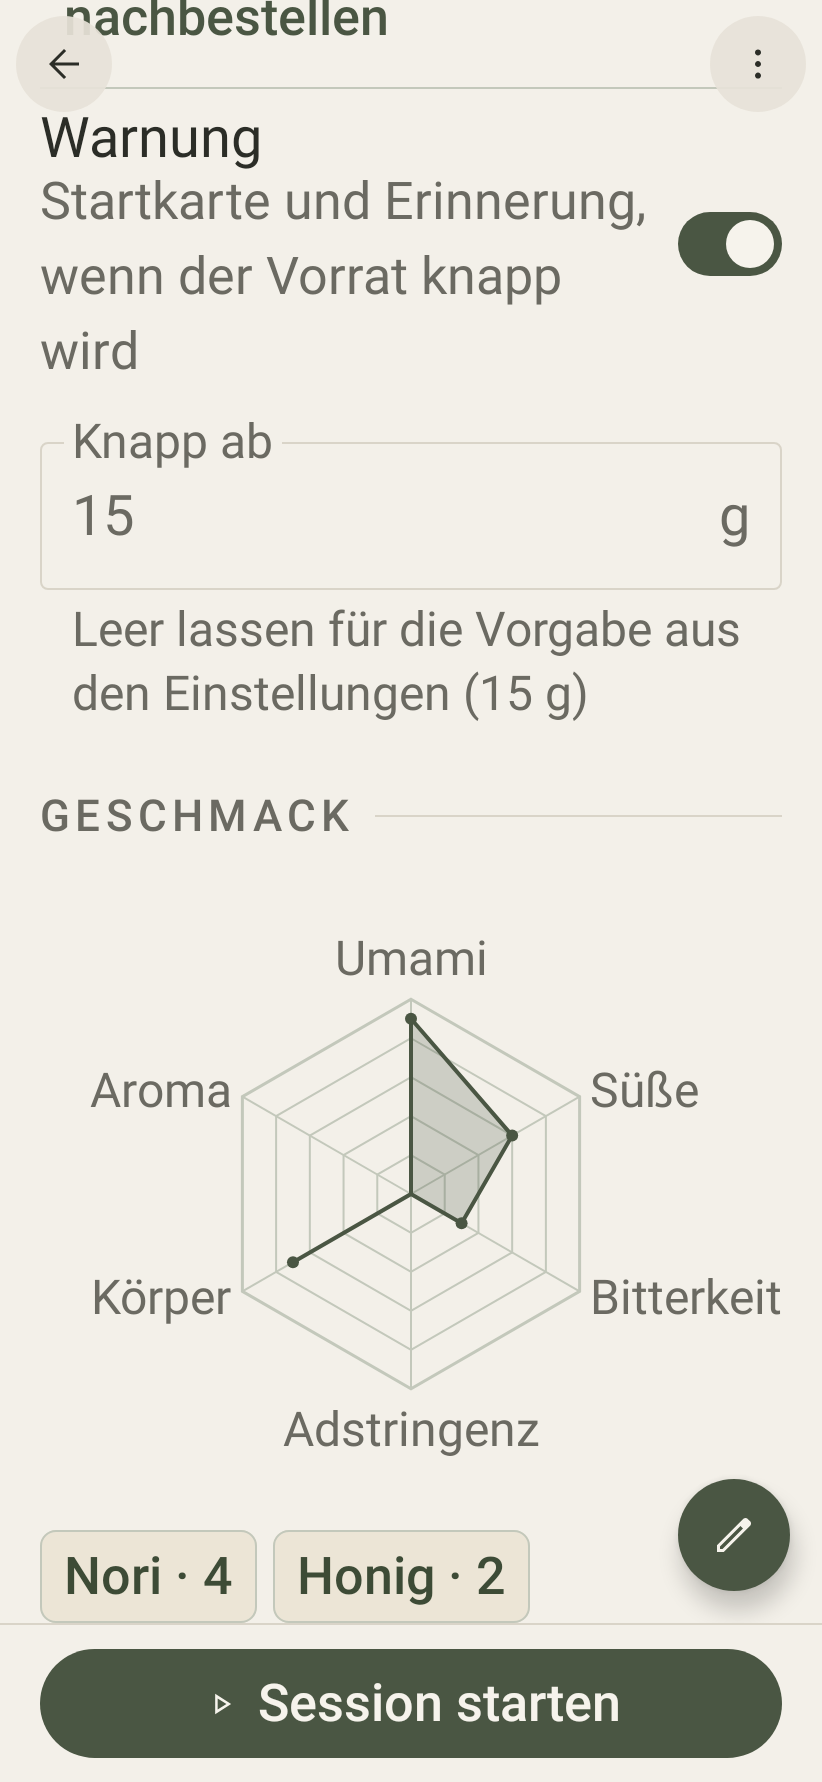 nachbestellen
Warnung
Startkarte und Erinnerung,
wenn der Vorrat knapp
wird
Knapp ab
15 g
Leer lassen für die Vorgabe aus
den Einstellungen (15 g)
GESCHMACK
Umami
Aroma
Süße
Körper
Bitterkeit
Adstringenz
Nori · 4
Honig · 2
Session starten